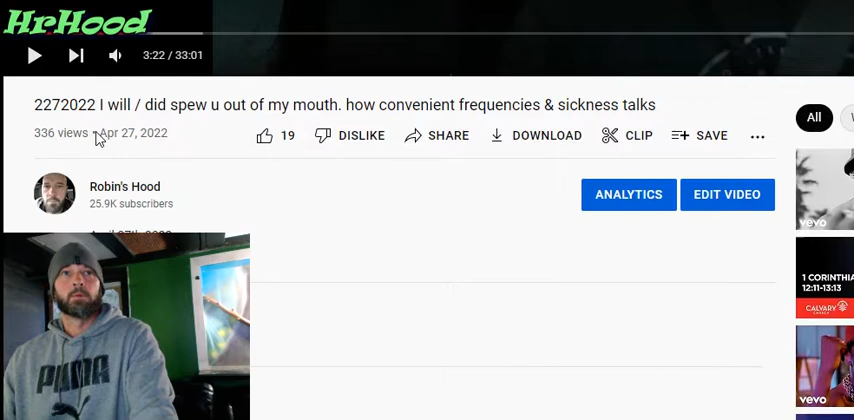 HrHood
3:22 / 33:01
2272022 I will / did spew u out of my mouth. how convenient frequencies & sickness talks
336 views • Apr 27, 2022
19 DISLIKE SHARE DOWNLOAD CLIP SAVE ...
All
Robin's Hood
25.9K subscribers
ANALYTICS EDIT VIDEO
vevo
1 CORINTHIA
12:11-13:13
CALVARY
PUMA
vevo